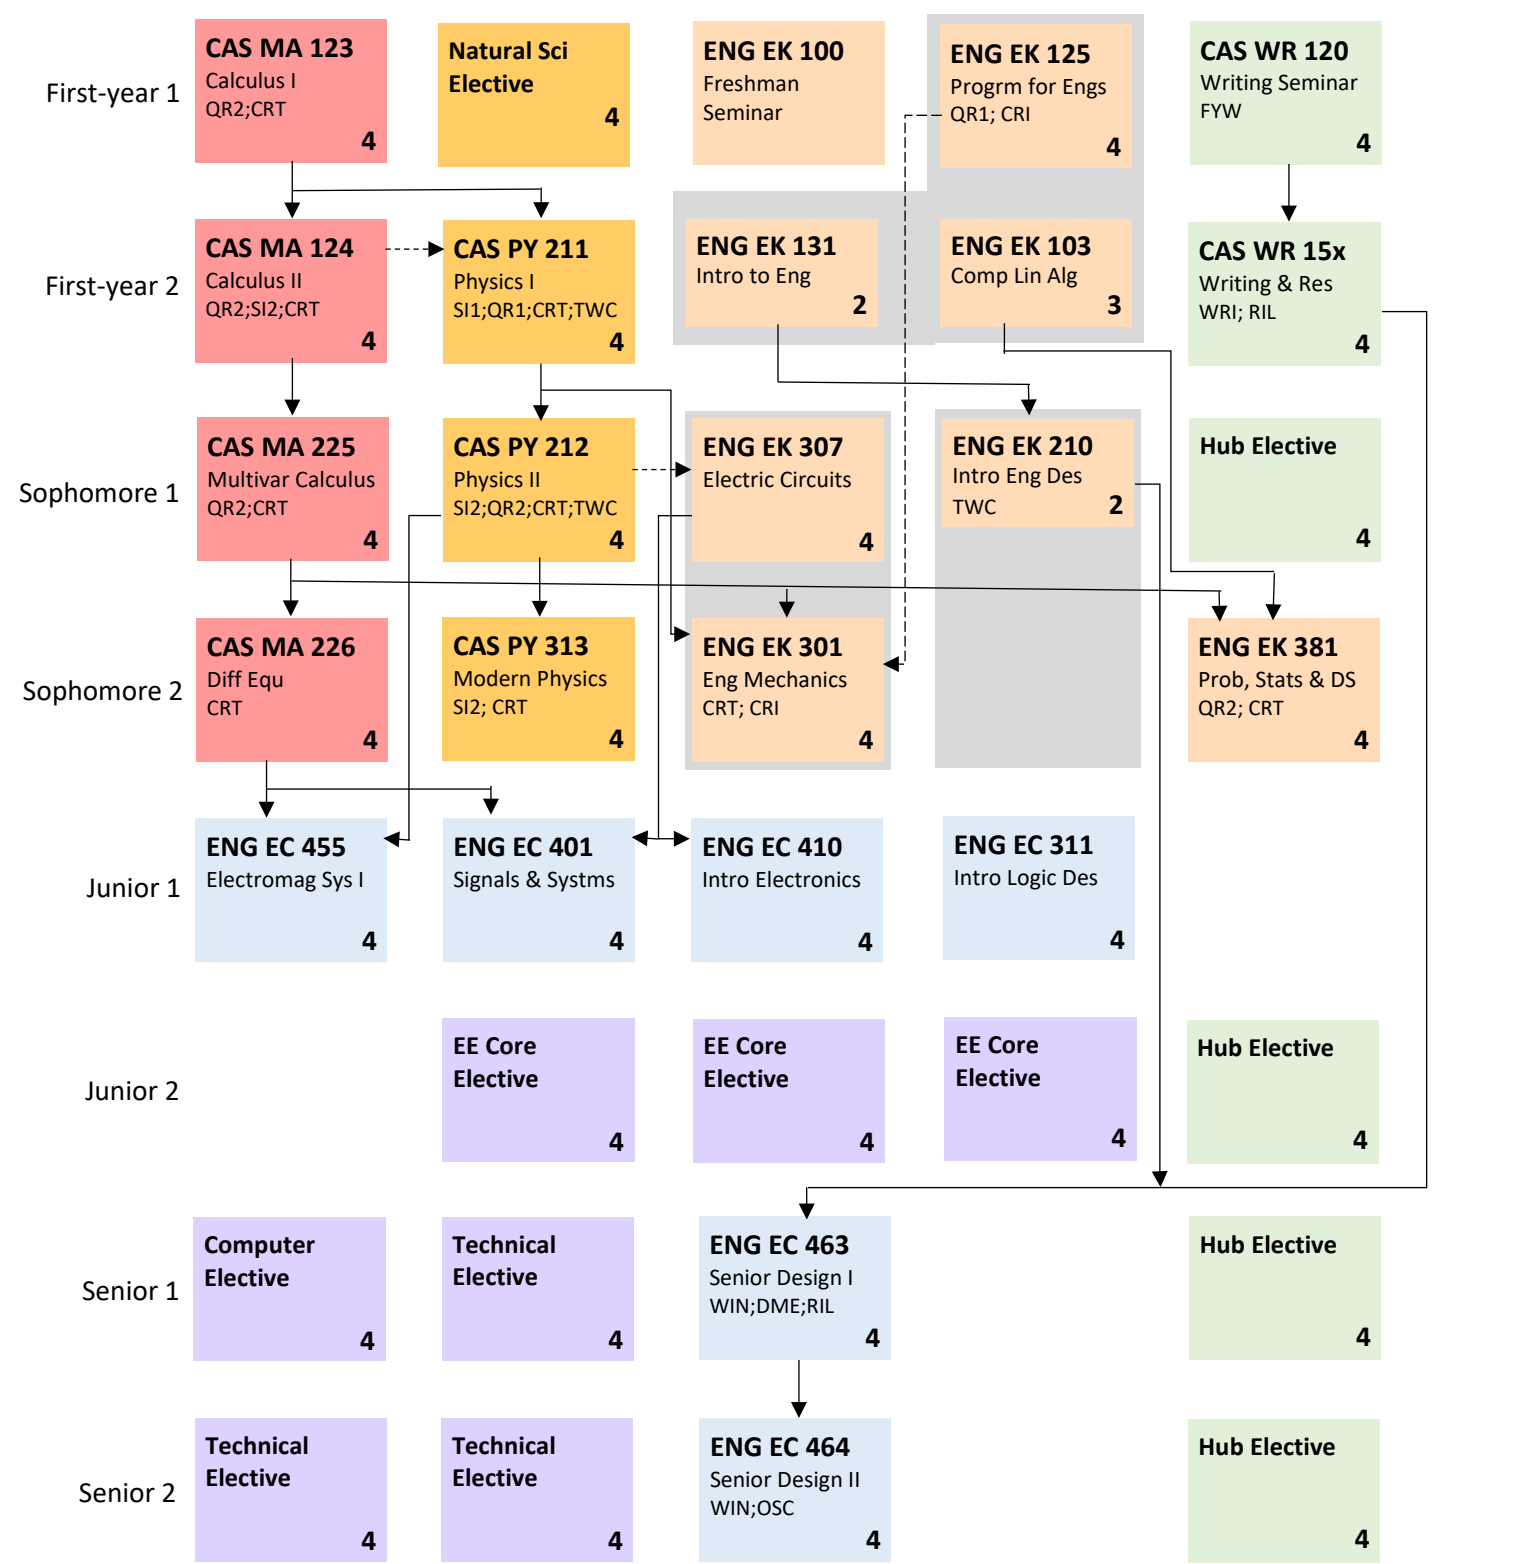 First-year 1
CAS MA 123
Calculus I
QR2;CRT
4
Natural Sci
Elective
4
ENG EK 100
Freshman
Seminar
ENG EK 125
Progrm for Engs
QR1; CRI
4
CAS WR 120
Writing Seminar
FYW
4
First-year 2
CAS MA 124
Calculus II
QR2;SI2;CRT
4
CAS PY 211
Physics I
SI1;QR1;CRT;TWC
4
ENG EK 131
Intro to Eng
2
ENG EK 103
Comp Lin Alg
3
CAS WR 15x
Writing & Res
WRI; RIL
4
Sophomore 1
CAS MA 225
Multivar Calculus
QR2;CRT
4
CAS PY 212
Physics II
SI2;QR2;CRT;TWC
4
ENG EK 307
Electric Circuits
4
ENG EK 210
Intro Eng Des
TWC
2
Hub Elective
4
Sophomore 2
CAS MA 226
Diff Equ
CRT
4
CAS PY 313
Modern Physics
SI2; CRT
4
ENG EK 301
Eng Mechanics
CRT; CRI
4
ENG EK 381
Prob, Stats & DS
QR2; CRT
4
Junior 1
ENG EC 455
Electromag Sys I
4
ENG EC 401
Signals & Systms
4
ENG EC 410
Intro Electronics
4
ENG EC 311
Intro Logic Des
4
Junior 2
EE Core
Elective
4
EE Core
Elective
4
EE Core
Elective
4
Hub Elective
4
Senior 1
Computer
Elective
4
Technical
Elective
4
ENG EC 463
Senior Design I
WIN;DME;RIL
4
Hub Elective
4
Senior 2
Technical
Elective
4
Technical
Elective
4
ENG EC 464
Senior Design II
WIN;OSC
4
Hub Elective
4